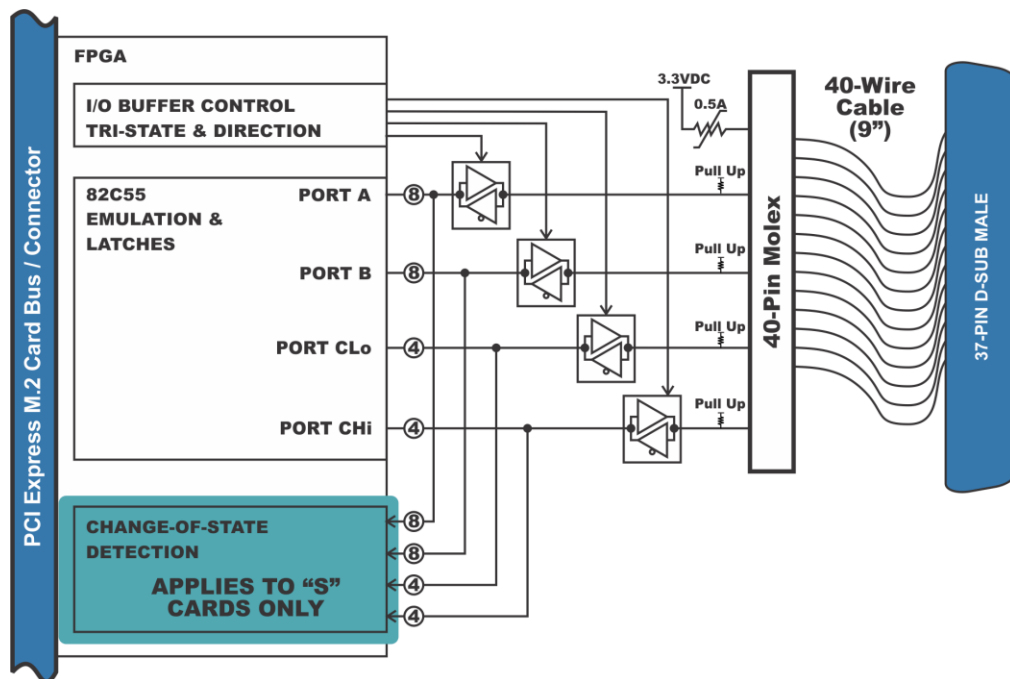 PCI Express M.2 Card Bus / Connector
FPGA
I/O BUFFER CONTROL
TRI-STATE & DIRECTION
82C55
EMULATION &
LATCHES
PORT A
8
PORT B
8
PORT CLo
4
PORT CHi
4
CHANGE-OF-STATE
DETECTION
APPLIES TO “S”
CARDS ONLY
8
8
4
4
3.3VDC
0.5A
Pull Up
Pull Up
Pull Up
Pull Up
40-Pin Molex
40-Wire
Cable
(9”)
37-PIN D-SUB MALE